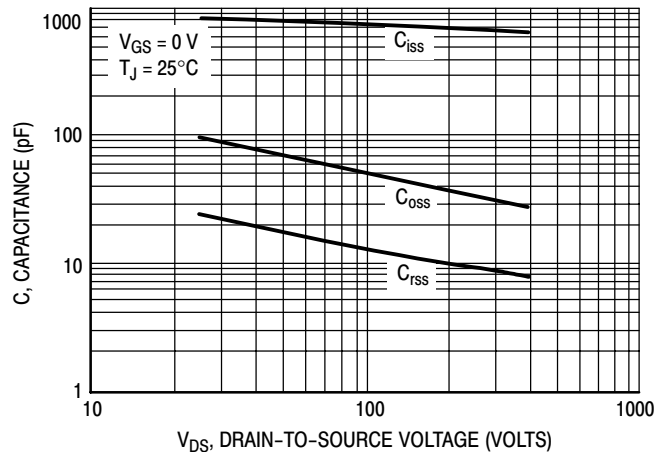 1000
V_GS = 0 V
T_J = 25°C
C_iss
100
C_oss
10
C_rss
1
C, CAPACITANCE (pF)
10 100 1000
V_DS, DRAIN-TO-SOURCE VOLTAGE (VOLTS)